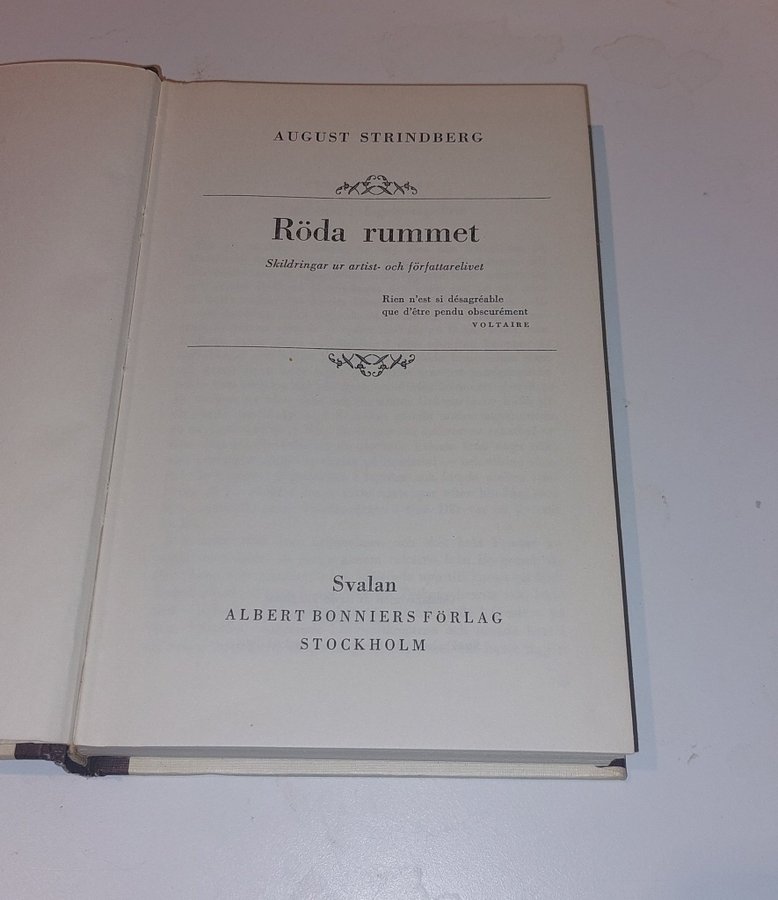 AUGUST STRINDBERG
Röda rummet
Skildringar ur artist- och författarelivet
Rien n'est si désagréable
que d'être pendu obscurément
VOLTAIRE
Svalan
ALBERT BONNIERS FÖRLAG
STOCKHOLM